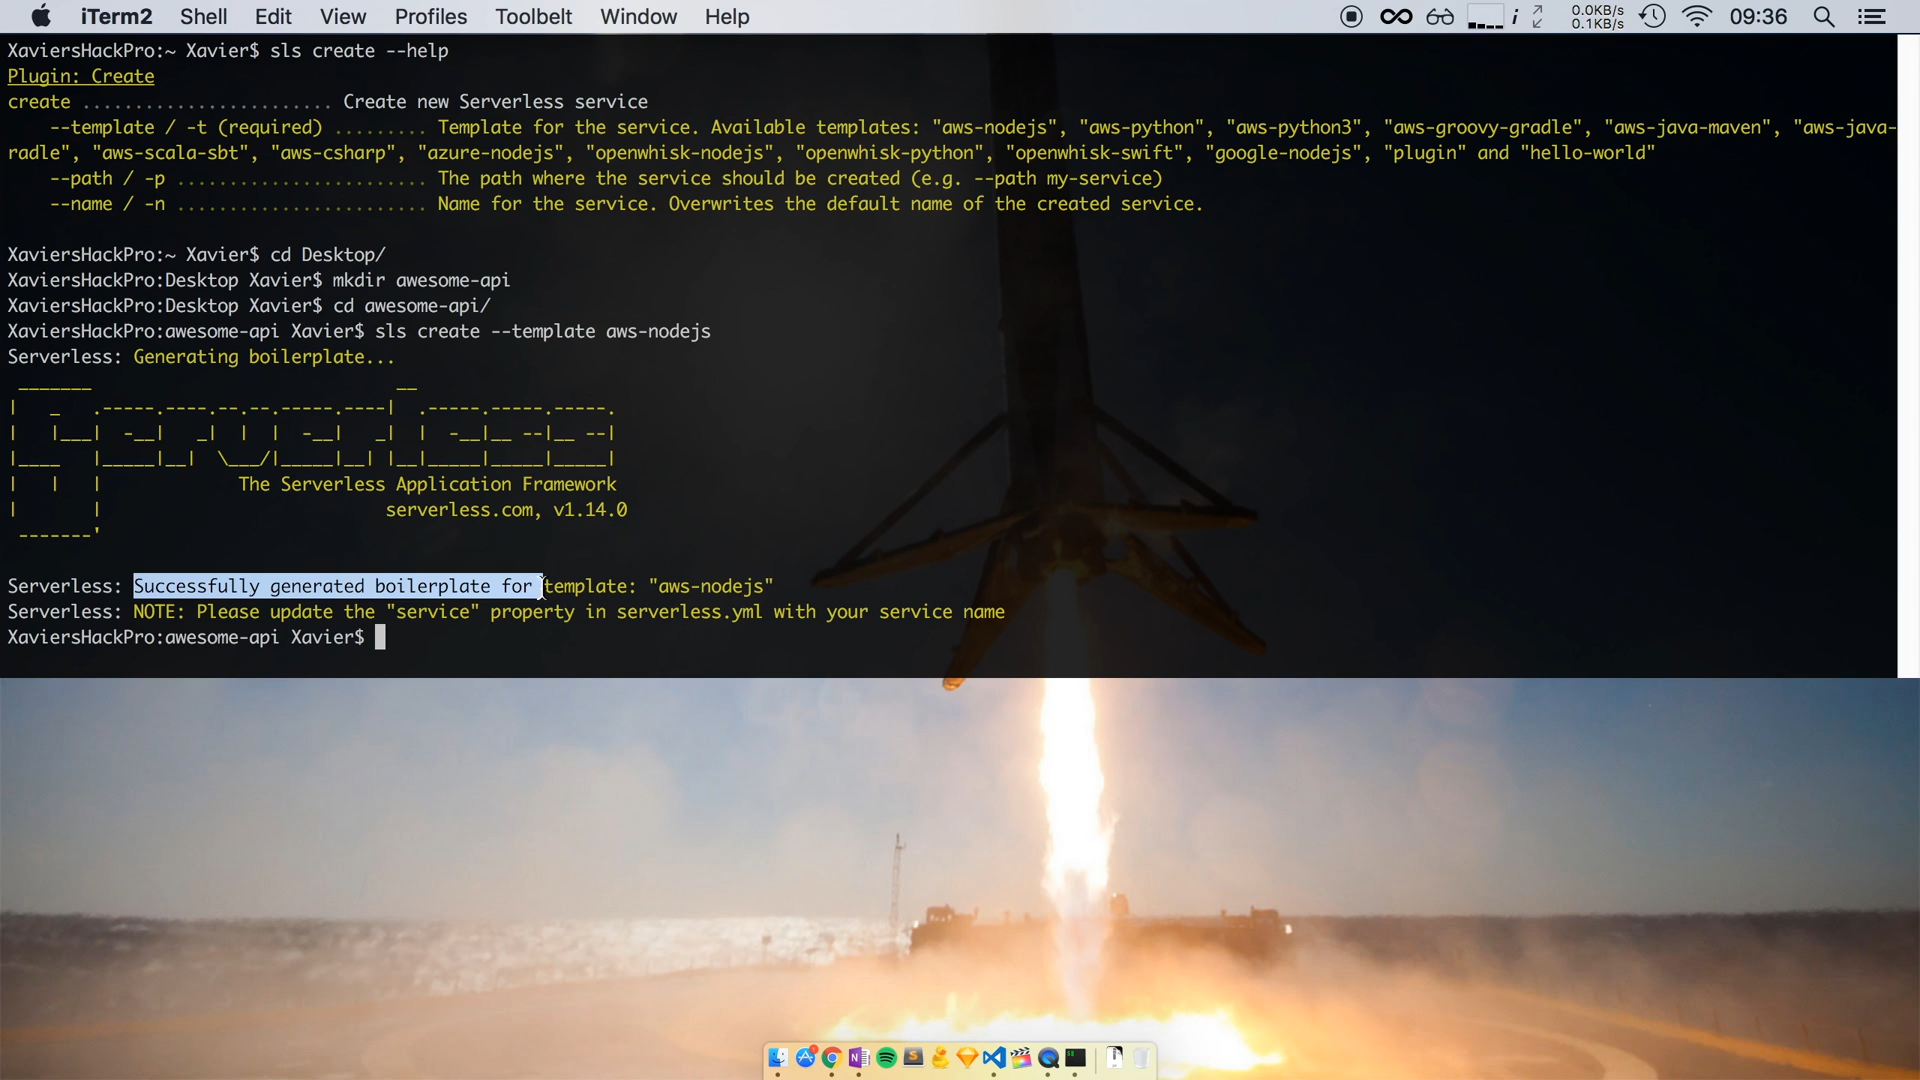 iTerm2 Shell Edit View Profiles Toolbelt Window Help 0.0KB/s 0.1KB/s 09:36
XaviersHackPro:~ Xavier$ sls create --help
Plugin: Create
create ........................ Create new Serverless service
--template / -t (required) ......... Template for the service. Available templates: "aws-nodejs", "aws-python", "aws-python3", "aws-groovy-gradle", "aws-java-maven", "aws-java-
radle", "aws-scala-sbt", "aws-csharp", "azure-nodejs", "openwhisk-nodejs", "openwhisk-python", "openwhisk-swift", "google-nodejs", "plugin" and "hello-world"
--path / -p ........................ The path where the service should be created (e.g. --path my-service)
--name / -n ........................ Name for the service. Overwrites the default name of the created service.
XaviersHackPro:~ Xavier$ cd Desktop/
XaviersHackPro:Desktop Xavier$ mkdir awesome-api
XaviersHackPro:Desktop Xavier$ cd awesome-api/
XaviersHackPro:awesome-api Xavier$ sls create --template aws-nodejs
Serverless: Generating boilerplate...
Serverless
The Serverless Application Framework
serverless.com, v1.14.0
Serverless: Successfully generated boilerplate for template: "aws-nodejs"
Serverless: NOTE: Please update the "service" property in serverless.yml with your service name
XaviersHackPro:awesome-api Xavier$